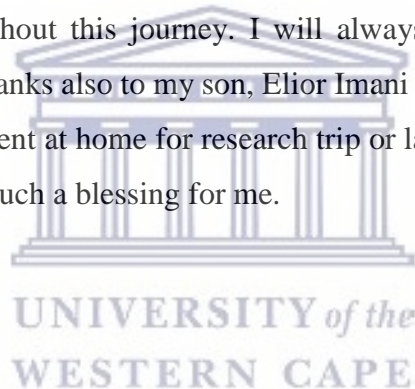 hout this journey. I will always
anks also to my son, Elior Imani
ent at home for research trip or la
uch a blessing for me.
UNIVERSITY of the
WESTERN CAPE